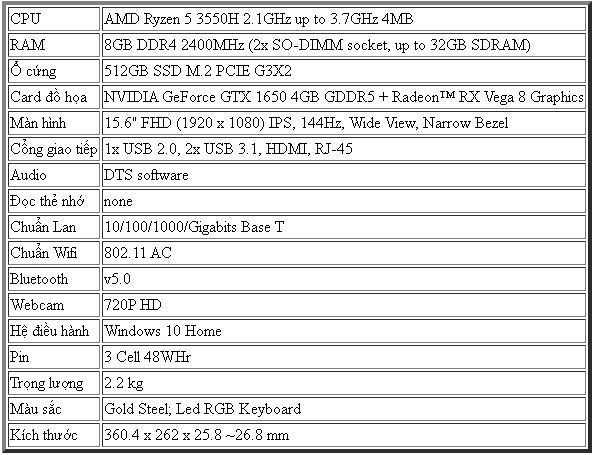 CPU AMD Ryzen 5 3550H 2.1GHz up to 3.7GHz 4MB
RAM 8GB DDR4 2400MHz (2x SO-DIMM socket, up to 32GB SDRAM)
Ổ cứng 512GB SSD M.2 PCIE G3X2
Card đồ họa NVIDIA GeForce GTX 1650 4GB GDDR5 + Radeon™ RX Vega 8 Graphics
Màn hình 15.6" FHD (1920 x 1080) IPS, 144Hz, Wide View, Narrow Bezel
Cổng giao tiếp 1x USB 2.0, 2x USB 3.1, HDMI, RJ-45
Audio DTS software
Đọc thẻ nhớ none
Chuẩn Lan 10/100/1000/Gigabits Base T
Chuẩn Wifi 802.11 AC
Bluetooth v5.0
Webcam 720P HD
Hệ điều hành Windows 10 Home
Pin 3 Cell 48WHr
Trọng lượng 2.2 kg
Màu sắc Gold Steel; Led RGB Keyboard
Kích thước 360.4 x 262 x 25.8 ~26.8 mm